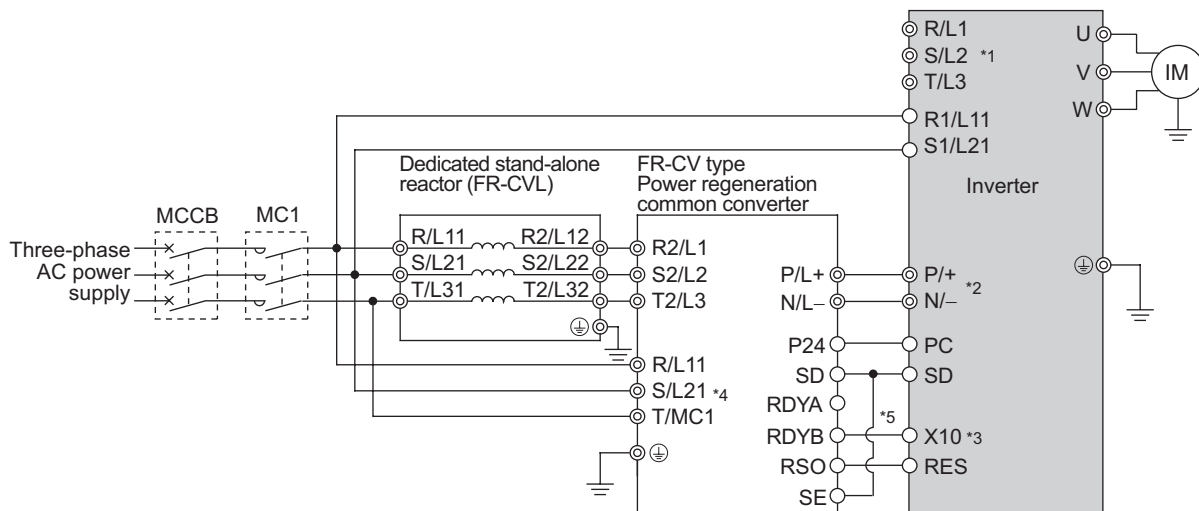 Three-phase
AC power
supply
MCCB
MC1
Dedicated stand-alone
reactor (FR-CVL)
R/L11
R2/L12
S/L21
S2/L22
T/L31
T2/L32
FR-CV type
Power regeneration
common converter
R2/L1
S2/L2
T2/L3
R/L11
S/L21 *4
T/MC1
P/L+
N/L–
P24
SD
RDYA
RDYB
RSO
SE
*5
R/L1
S/L2 *1
T/L3
R1/L11
S1/L21
Inverter
P/+
*2
N/–
PC
SD
X10 *3
RES
U
V
W
IM